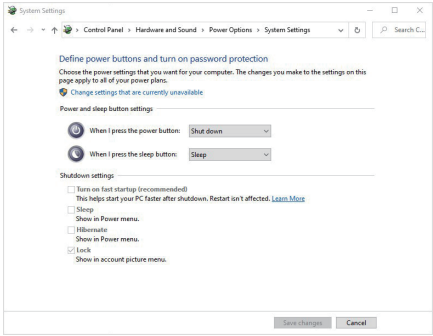 System Settings
Control Panel > Hardware and Sound > Power Options > System Settings
Search C...
Define power buttons and turn on password protection
Choose the power settings that you want for your computer. The changes you make to the settings on this
page apply to all of your power plans.
Change settings that are currently unavailable
Power and sleep button settings
When I press the power button: Shut down
When I press the sleep button: Sleep
Shutdown settings
Turn on fast startup (recommended)
This helps start your PC faster after shutdown. Restart isn't affected. Learn More
Sleep
Show in Power menu.
Hibernate
Show in Power menu.
Lock
Show in account picture menu.
Save changes Cancel